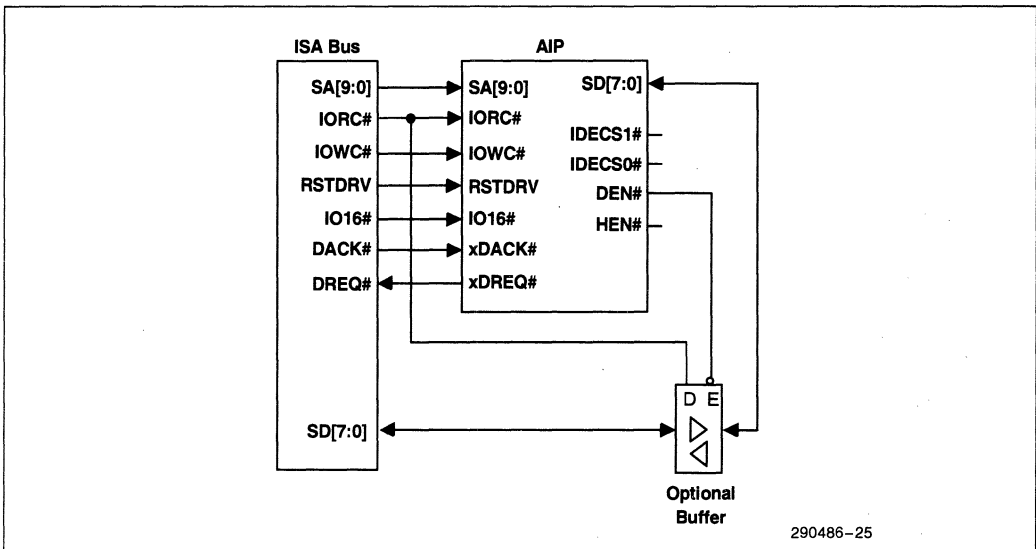 ISA Bus
AIP
SA[9:0]
SA[9:0]
SD[7:0]
IORC#
IORC#
IDECS1#
IOWC#
IOWC#
IDECS0#
RSTDRV
RSTDRV
DEN#
IO16#
IO16#
HEN#
DACK#
xDACK#
DREQ#
xDREQ#
D E
SD[7:0]
Optional
Buffer
290486-25